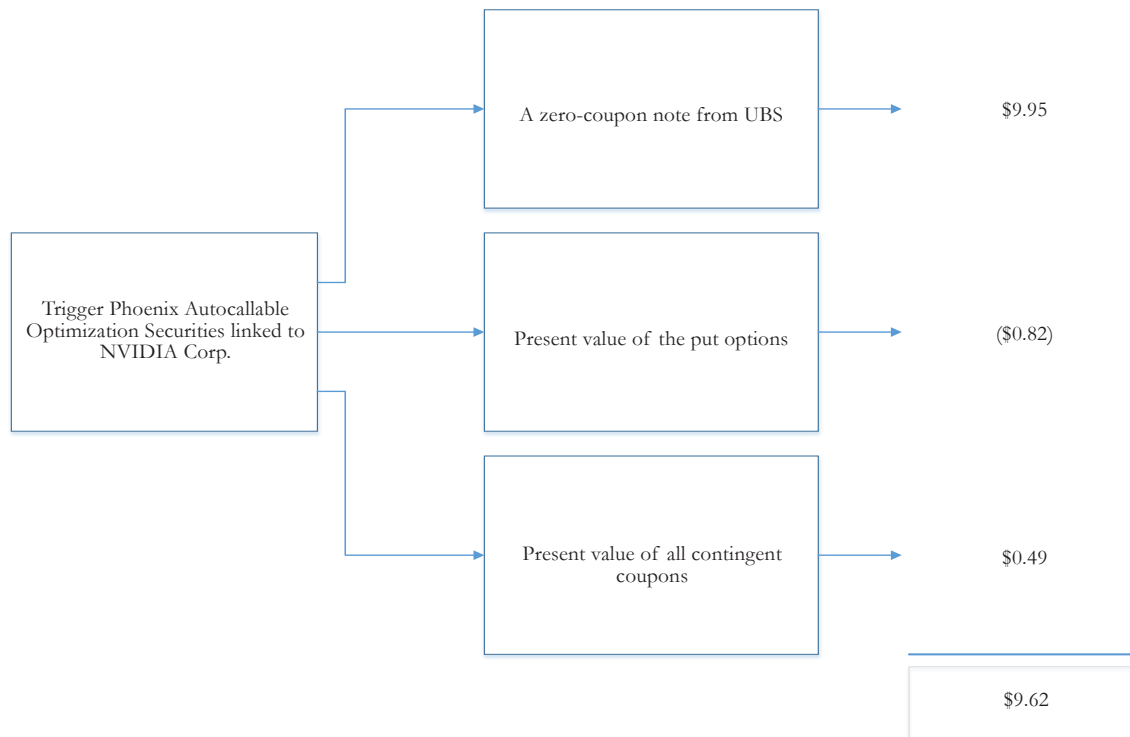 A zero-coupon note from UBS
$9.95
Trigger Phoenix Autocallable
Optimization Securities linked to
NVIDIA Corp.
Present value of the put options
($0.82)
Present value of all contingent
coupons
$0.49
$9.62